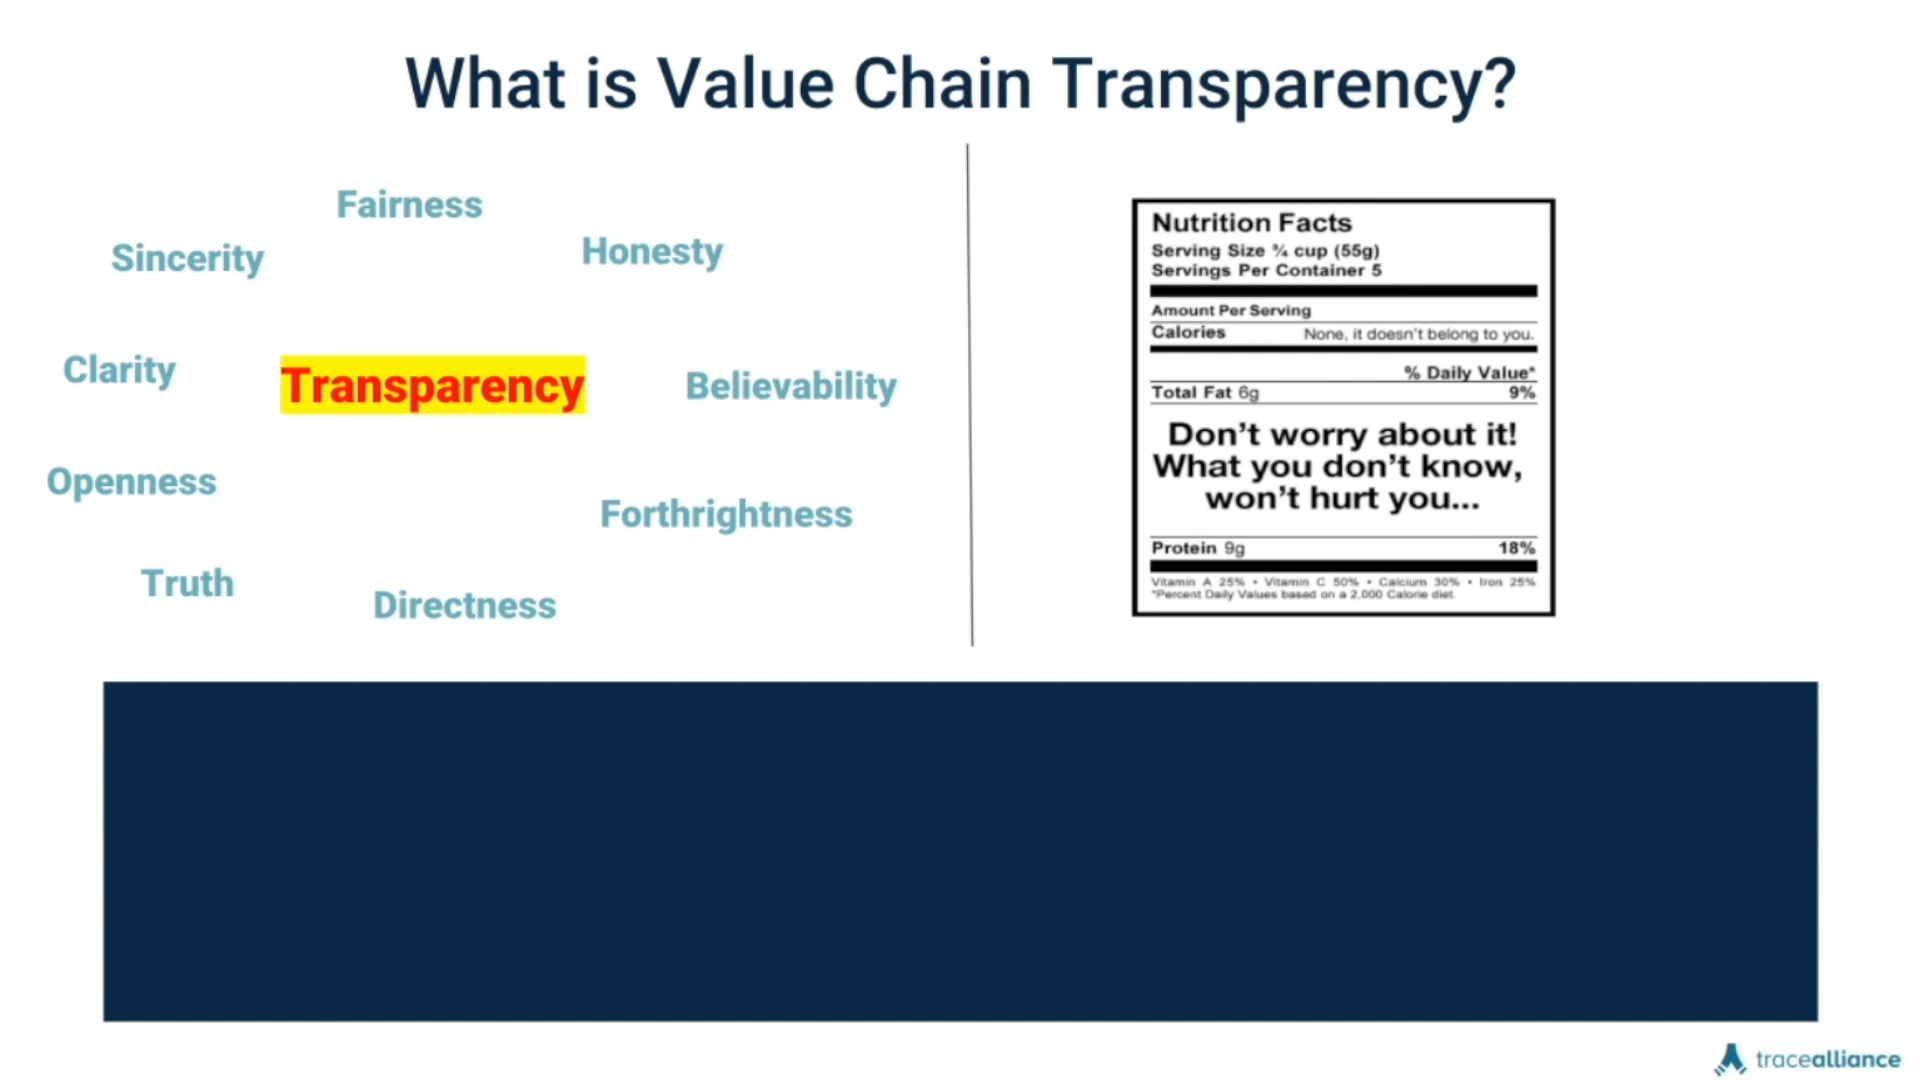 What is Value Chain Transparency?
Fairness
Sincerity
Honesty
Clarity
Transparency
Believability
Openness
Forthrightness
Truth
Directness
Nutrition Facts
Serving Size ¾ cup (55g)
Servings Per Container 5
Amount Per Serving
Calories None, it doesn't belong to you.
% Daily Value*
Total Fat 6g 9%
Don't worry about it!
What you don't know,
won't hurt you...
Protein 9g 18%
Vitamin A 25% • Vitamin C 50% • Calcium 30% • Iron 25%
*Percent Daily Values based on a 2,000 Calorie diet.
tracealliance